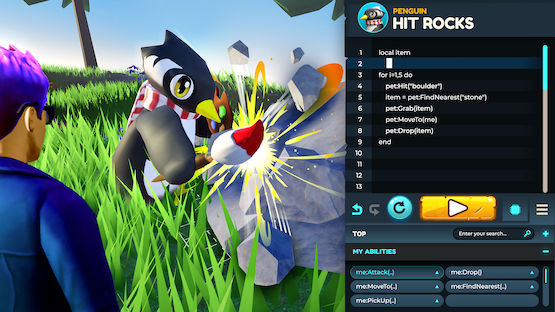 PENGUIN
HIT ROCKS
1 local item
2
3 for i=1,5 do
4 pet:Hit("boulder")
5 item = pet:FindNearest("stone")
6 pet:Grab(item)
7 pet:MoveTo(me)
8 pet:Drop(item)
9 end
10
11
12
13
TOP
Enter your search...
MY ABILITIES
me:Attack(..)
me:Drop()
me:MoveTo(..)
me:FindNearest(..)
me:PickUp(..)